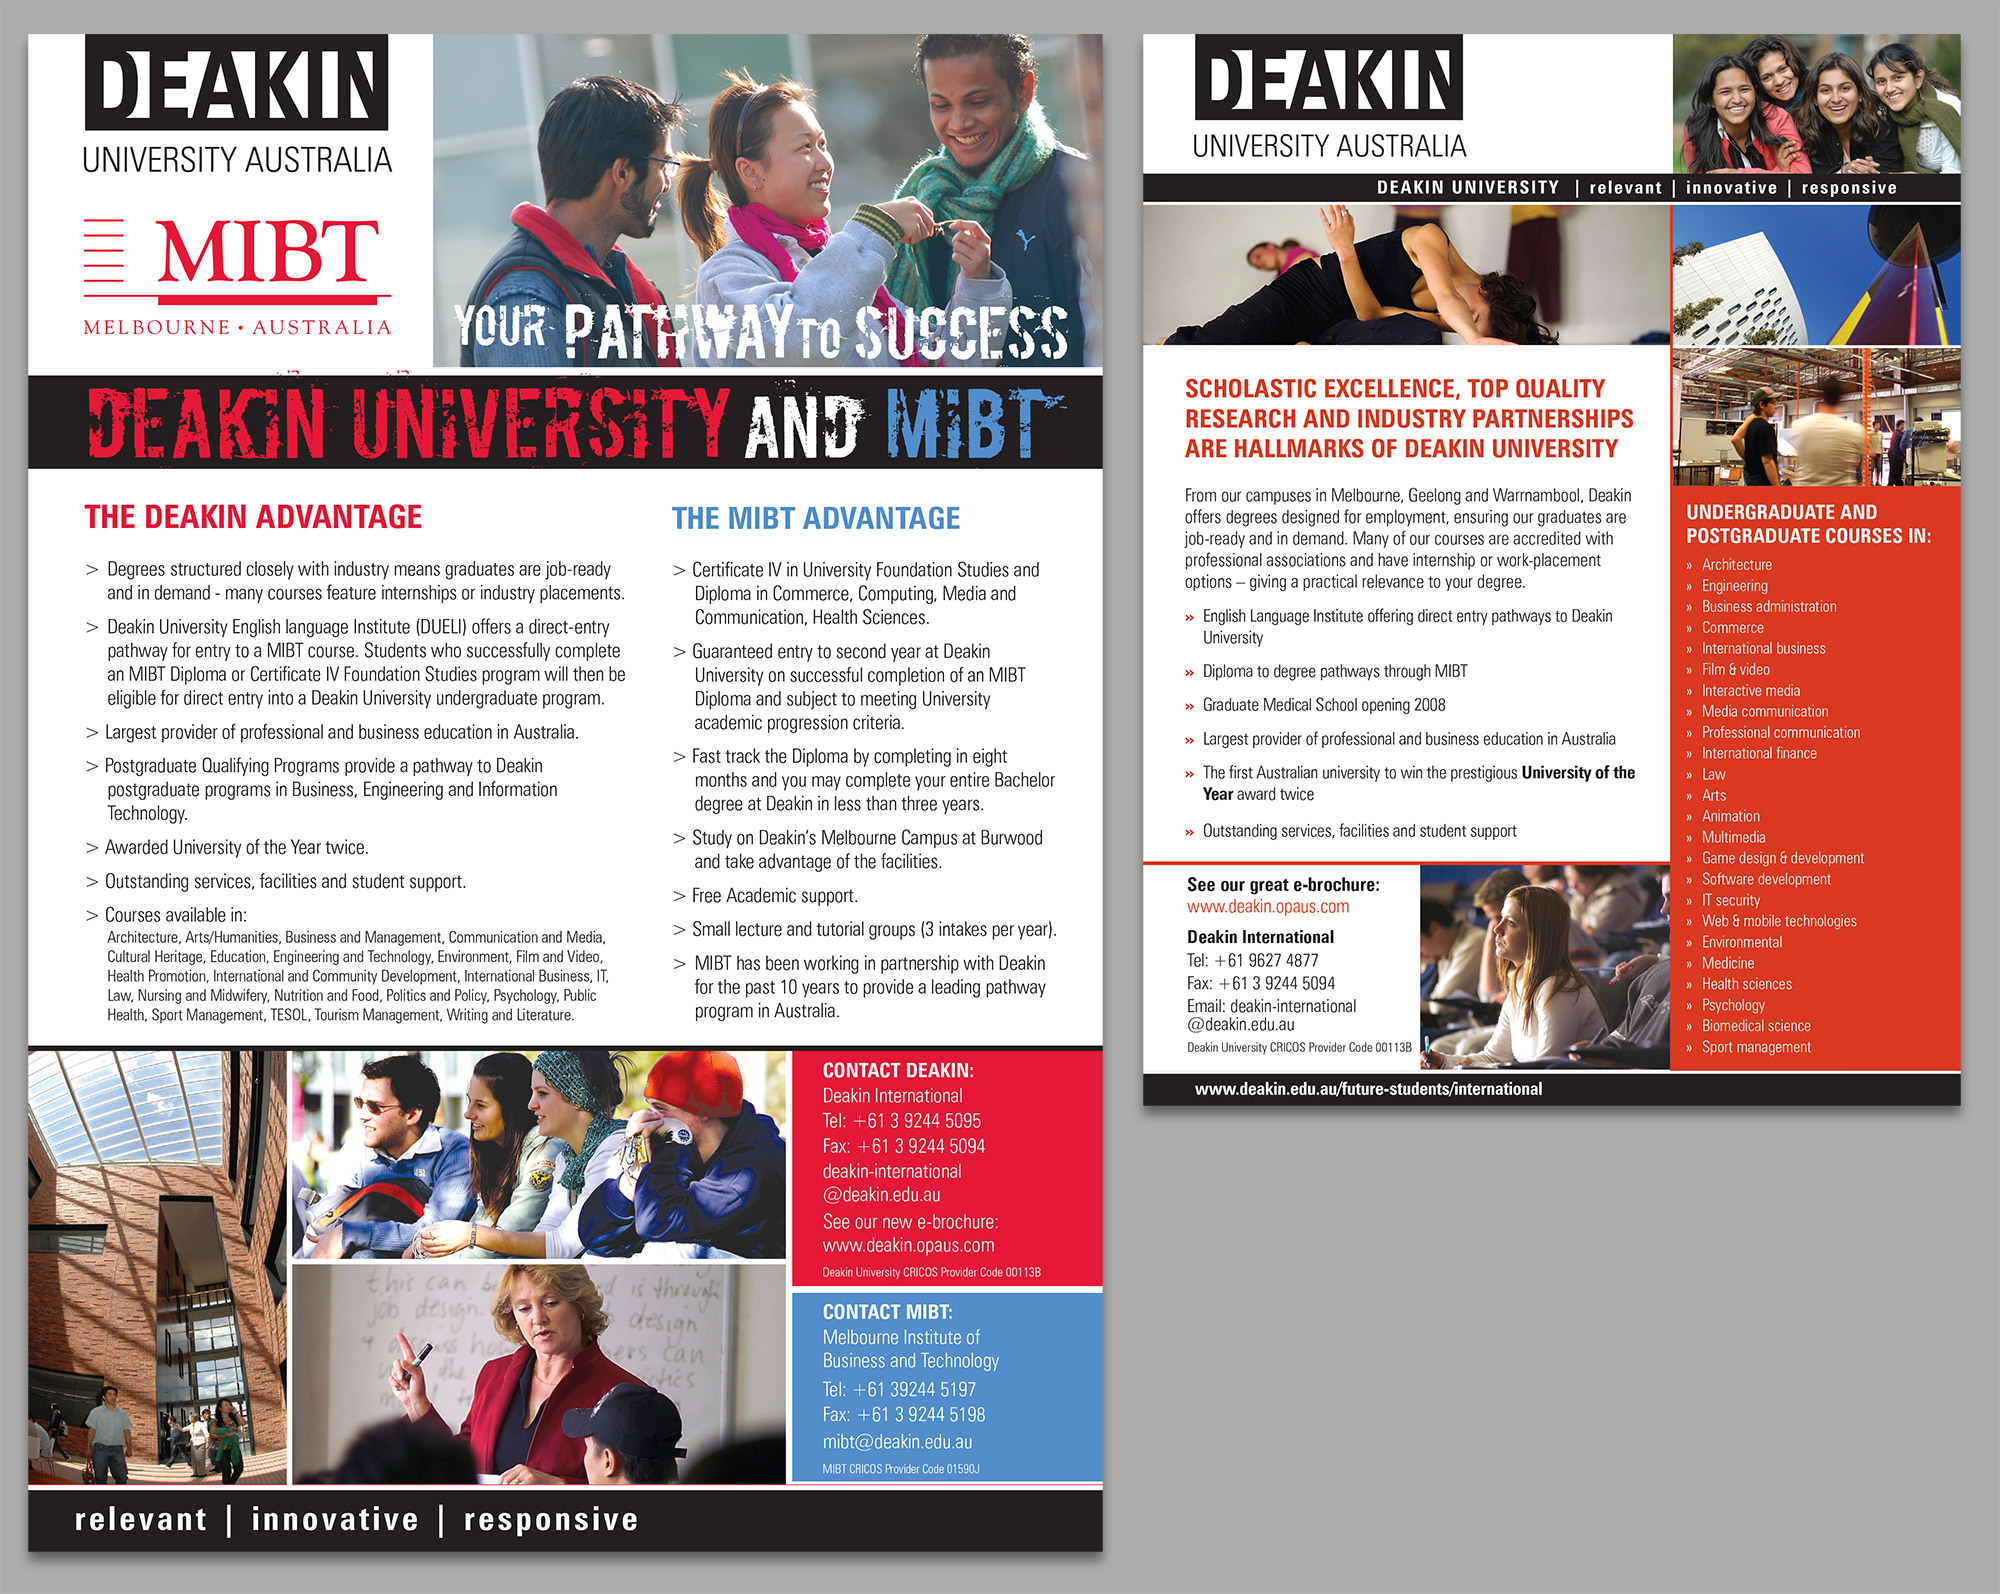 DEAKIN
UNIVERSITY AUSTRALIA
MIBT
MELBOURNE • AUSTRALIA
YOUR PATHWAY TO SUCCESS
DEAKIN UNIVERSITY AND MIBT
THE DEAKIN ADVANTAGE
> Degrees structured closely with industry means graduates are job-ready
and in demand - many courses feature internships or industry placements.
> Deakin University English language Institute (DUELI) offers a direct-entry
pathway for entry to a MIBT course. Students who successfully complete
an MIBT Diploma or Certificate IV Foundation Studies program will then be
eligible for direct entry into a Deakin University undergraduate program.
> Largest provider of professional and business education in Australia.
> Postgraduate Qualifying Programs provide a pathway to Deakin
postgraduate programs in Business, Engineering and Information
Technology.
> Awarded University of the Year twice.
> Outstanding services, facilities and student support.
> Courses available in:
Architecture, Arts/Humanities, Business and Management, Communication and Media,
Cultural Heritage, Education, Engineering and Technology, Environment, Film and Video,
Health Promotion, International and Community Development, International Business, IT,
Law, Nursing and Midwifery, Nutrition and Food, Politics and Policy, Psychology, Public
Health, Sport Management, TESOL, Tourism Management, Writing and Literature.
THE MIBT ADVANTAGE
> Certificate IV in University Foundation Studies and
Diploma in Commerce, Computing, Media and
Communication, Health Sciences.
> Guaranteed entry to second year at Deakin
University on successful completion of an MIBT
Diploma and subject to meeting University
academic progression criteria.
> Fast track the Diploma by completing in eight
months and you may complete your entire Bachelor
degree at Deakin in less than three years.
> Study on Deakin's Melbourne Campus at Burwood
and take advantage of the facilities.
> Free Academic support.
> Small lecture and tutorial groups (3 intakes per year).
> MIBT has been working in partnership with Deakin
for the past 10 years to provide a leading pathway
program in Australia.
this can b d is through
job design. design
ers can
CONTACT DEAKIN:
Deakin International
Tel: +61 3 9244 5095
Fax: +61 3 9244 5094
deakin-international
@deakin.edu.au
See our new e-brochure:
www.deakin.opaus.com
Deakin University CRICOS Provider Code 00113B
CONTACT MIBT:
Melbourne Institute of
Business and Technology
Tel: +61 39244 5197
Fax: +61 3 9244 5198
mibt@deakin.edu.au
MIBT CRICOS Provider Code 01590J
relevant | innovative | responsive
DEAKIN
UNIVERSITY AUSTRALIA
DEAKIN UNIVERSITY | relevant | innovative | responsive
SCHOLASTIC EXCELLENCE, TOP QUALITY
RESEARCH AND INDUSTRY PARTNERSHIPS
ARE HALLMARKS OF DEAKIN UNIVERSITY
From our campuses in Melbourne, Geelong and Warrnambool, Deakin
offers degrees designed for employment, ensuring our graduates are
job-ready and in demand. Many of our courses are accredited with
professional associations and have internship or work-placement
options – giving a practical relevance to your degree.
» English Language Institute offering direct entry pathways to Deakin
University
» Diploma to degree pathways through MIBT
» Graduate Medical School opening 2008
» Largest provider of professional and business education in Australia
» The first Australian university to win the prestigious University of the
Year award twice
» Outstanding services, facilities and student support
See our great e-brochure:
www.deakin.opaus.com
Deakin International
Tel: +61 9627 4877
Fax: +61 3 9244 5094
Email: deakin-international
@deakin.edu.au
Deakin University CRICOS Provider Code 00113B
UNDERGRADUATE AND
POSTGRADUATE COURSES IN:
» Architecture
» Engineering
» Business administration
» Commerce
» International business
» Film & video
» Interactive media
» Media communication
» Professional communication
» International finance
» Law
» Arts
» Animation
» Multimedia
» Game design & development
» Software development
» IT security
» Web & mobile technologies
» Environmental
» Medicine
» Health sciences
» Psychology
» Biomedical science
» Sport management
www.deakin.edu.au/future-students/international